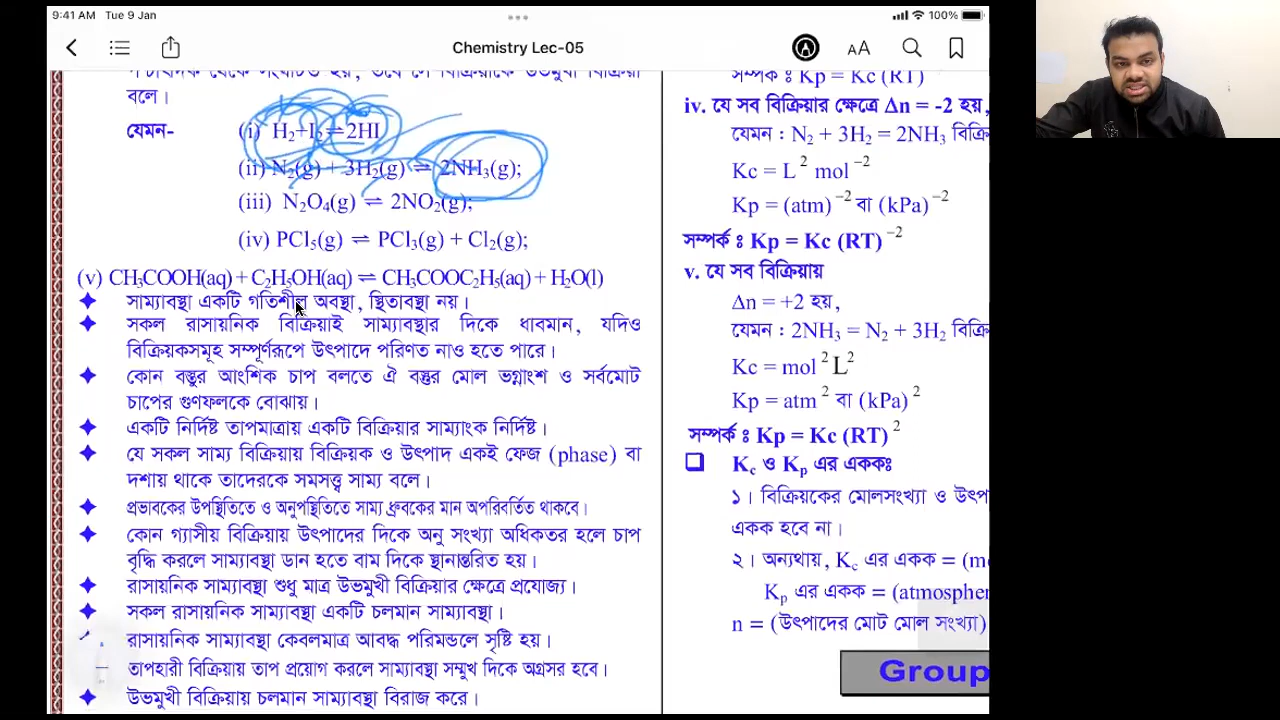 9:41 AM Tue 9 Jan
100%
Chemistry Lec-05
AA
বলে।
যেমন- (i) H₂+I₂⇌2HI
(ii) N₂(g) + 3H₂(g) ⇌ 2NH₃(g);
(iii) N₂O₄(g) ⇌ 2NO₂(g);
(iv) PCl₅(g) ⇌ PCl₃(g) + Cl₂(g);
(v) CH₃COOH(aq) + C₂H₅OH(aq) ⇌ CH₃COOC₂H₅(aq) + H₂O(l)
সাম্যাবস্থা একটি গতিশীল অবস্থা, স্থিতাবস্থা নয়।
সকল রাসায়নিক বিক্রিয়াই সাম্যাবস্থার দিকে ধাবমান, যদিও
বিক্রিয়কসমূহ সম্পূর্ণরূপে উৎপাদে পরিণত নাও হতে পারে।
কোন বস্তুর আংশিক চাপ বলতে ঐ বস্তুর মোল ভগ্নাংশ ও সর্বমোট
চাপের গুণফলকে বোঝায়।
একটি নির্দিষ্ট তাপমাত্রায় একটি বিক্রিয়ার সাম্যাংক নির্দিষ্ট।
যে সকল সাম্য বিক্রিয়ায় বিক্রিয়ক ও উৎপাদ একই ফেজ (phase) বা
দশায় থাকে তাদেরকে সমসত্ত্ব সাম্য বলে।
প্রভাবকের উপস্থিতিতে ও অনুপস্থিতিতে সাম্য ধ্রুবকের মান অপরিবর্তিত থাকবে।
কোন গ্যাসীয় বিক্রিয়ায় উৎপাদের দিকে অনু সংখ্যা অধিকতর হলে চাপ
বৃদ্ধি করলে সাম্যাবস্থা ডান হতে বাম দিকে স্থানান্তরিত হয়।
রাসায়নিক সাম্যাবস্থা শুধু মাত্র উভমুখী বিক্রিয়ার ক্ষেত্রে প্রযোজ্য।
সকল রাসায়নিক সাম্যাবস্থা একটি চলমান সাম্যাবস্থা।
রাসায়নিক সাম্যাবস্থা কেবলমাত্র আবদ্ধ পরিমন্ডলে সৃষ্টি হয়।
তাপহারী বিক্রিয়ায় তাপ প্রয়োগ করলে সাম্যাবস্থা সম্মুখ দিকে অগ্রসর হবে।
উভমুখী বিক্রিয়ায় চলমান সাম্যাবস্থা বিরাজ করে।
সম্পর্ক ঃ Kp = Kc (RT)
iv. যে সব বিক্রিয়ার ক্ষেত্রে Δn = -2 হয়,
যেমন : N₂ + 3H₂ = 2NH₃ বিক্রি
Kc = L² mol⁻²
Kp = (atm)⁻² বা (kPa)⁻²
সম্পর্ক ঃ Kp = Kc (RT)⁻²
v. যে সব বিক্রিয়ায়
Δn = +2 হয়,
যেমন : 2NH₃ = N₂ + 3H₂ বিক্রি
Kc = mol² L²
Kp = atm² বা (kPa)²
সম্পর্ক ঃ Kp = Kc (RT)²
Kc ও Kp এর এককঃ
১। বিক্রিয়কের মোলসংখ্যা ও উৎপ
একক হবে না।
২। অন্যথায়, Kc এর একক = (m
Kp এর একক = (atmospher
n = (উৎপাদের মোট মোল সংখ্যা)
Group